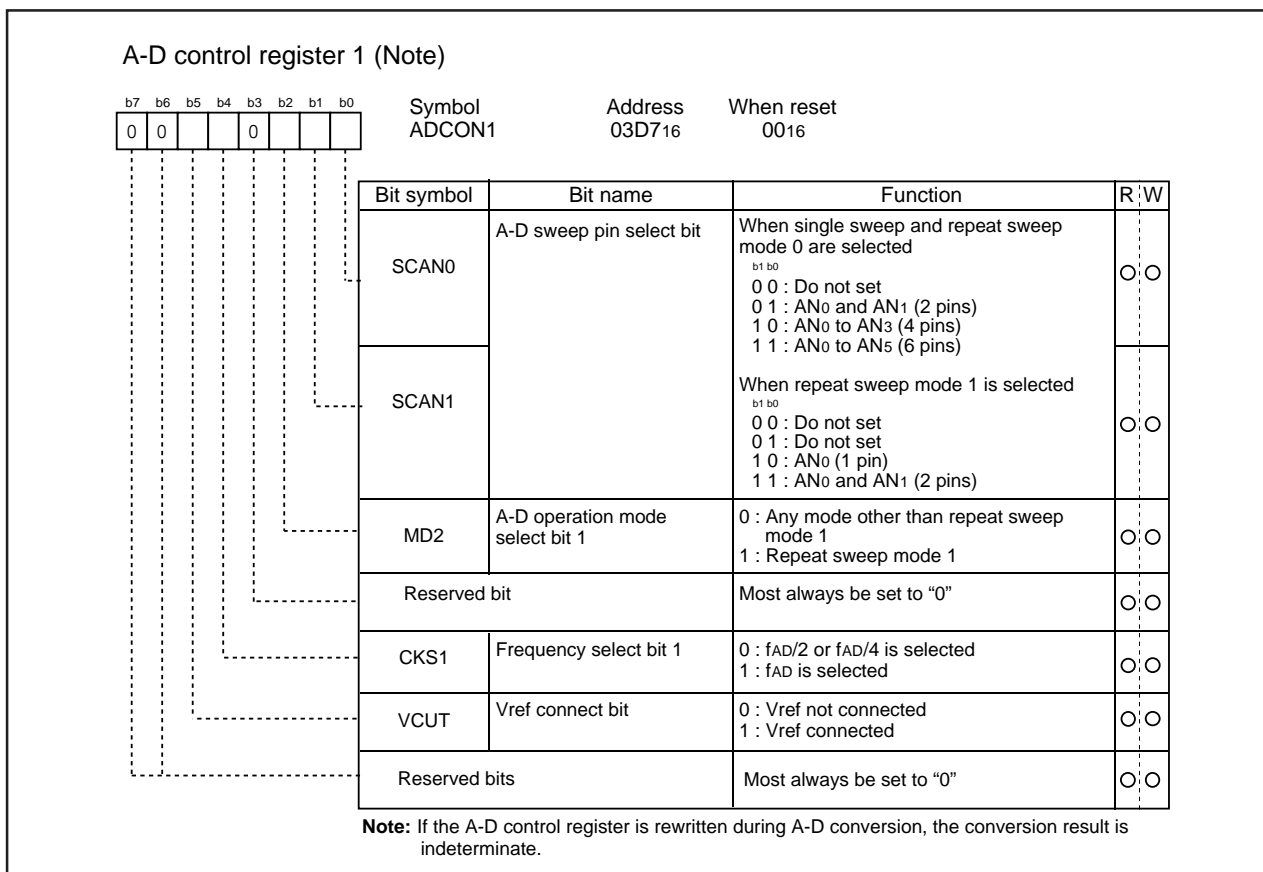 A-D control register 1 (Note)
b7 b6 b5 b4 b3 b2 b1 b0
0 0 0
Symbol Address When reset
ADCON1 03D716 0016
Bit symbol Bit name Function R W
SCAN0
A-D sweep pin select bit
When single sweep and repeat sweep
mode 0 are selected
b1 b0
0 0 : Do not set
0 1 : AN0 and AN1 (2 pins)
1 0 : AN0 to AN3 (4 pins)
1 1 : AN0 to AN5 (6 pins)
SCAN1
When repeat sweep mode 1 is selected
b1 b0
0 0 : Do not set
0 1 : Do not set
1 0 : AN0 (1 pin)
1 1 : AN0 and AN1 (2 pins)
MD2
A-D operation mode
select bit 1
0 : Any mode other than repeat sweep
mode 1
1 : Repeat sweep mode 1
Reserved bit
Most always be set to “0”
CKS1
Frequency select bit 1
0 : fAD/2 or fAD/4 is selected
1 : fAD is selected
VCUT
Vref connect bit
0 : Vref not connected
1 : Vref connected
Reserved bits
Most always be set to “0”
Note: If the A-D control register is rewritten during A-D conversion, the conversion result is
indeterminate.